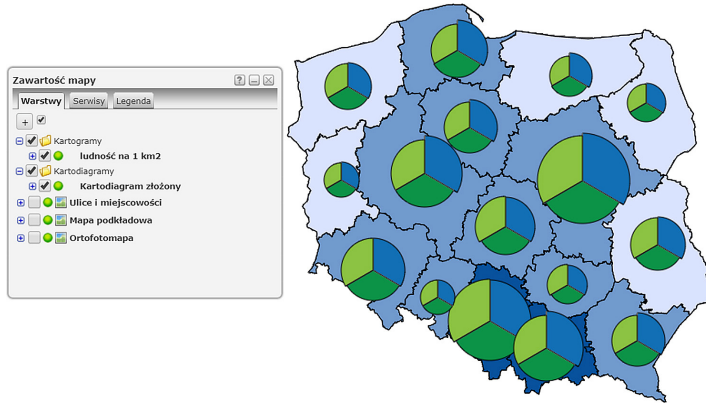 Zawartość mapy
Warstwy Serwisy Legenda
Kartogramy
ludność na 1 km2
Kartodiagramy
Kartodiagram złożony
Ulice i miejscowości
Mapa podkładowa
Ortofotomapa